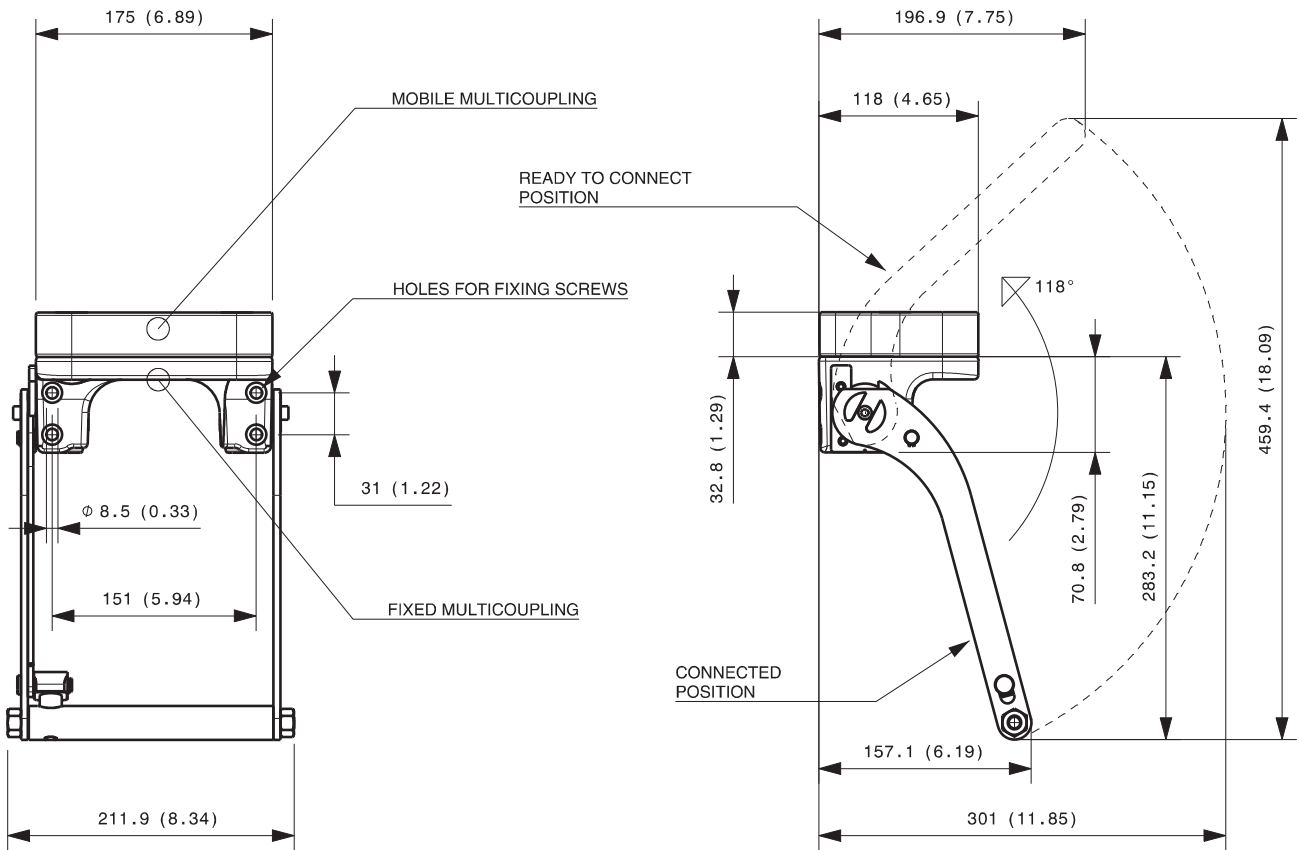 175 (6.89)
196.9 (7.75)
MOBILE MULTICOUPLING
118 (4.65)
READY TO CONNECT
POSITION
HOLES FOR FIXING SCREWS
118°
32.8 (1.29)
459.4 (18.09)
31 (1.22)
ϕ 8.5 (0.33)
70.8 (2.79)
283.2 (11.15)
151 (5.94)
FIXED MULTICOUPLING
CONNECTED
POSITION
157.1 (6.19)
211.9 (8.34)
301 (11.85)